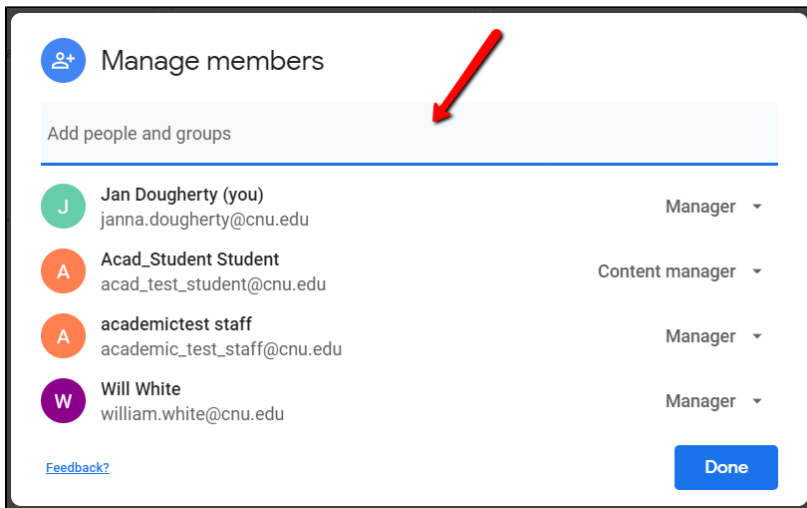 Manage members
Add people and groups
J
Jan Dougherty (you)
janna.dougherty@cnu.edu
Manager
A
Acad_Student Student
acad_test_student@cnu.edu
Content manager
A
academictest staff
academic_test_staff@cnu.edu
Manager
W
Will White
william.white@cnu.edu
Manager
Feedback?
Done